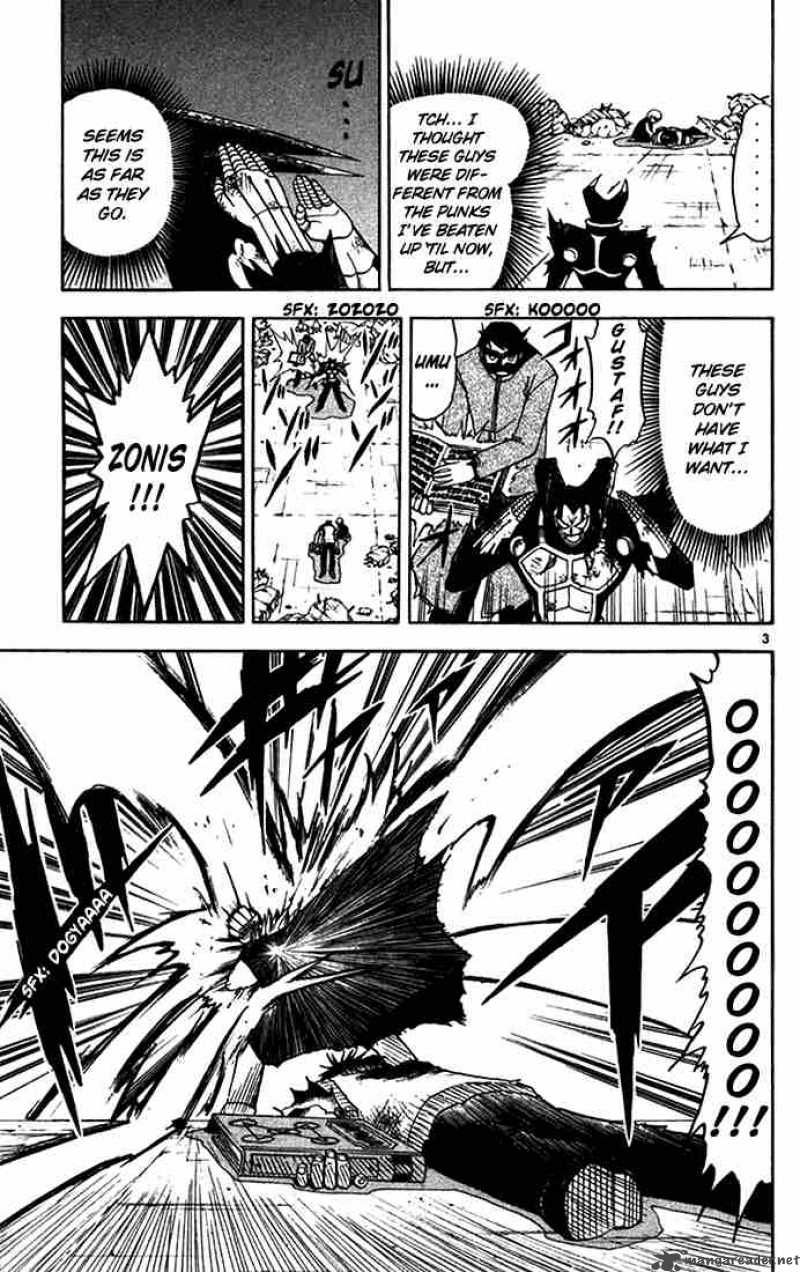 . . . . . .
TCH... I
THOUGHT
THESE GUYS
WERE DIF-
FERENT FROM
THE PUNKS
I'VE BEATEN
UP 'TIL NOW,
BUT...
SU
. . . .
SEEMS
THIS IS
AS FAR
AS THEY
GO.
SFX: KOOOOO
THESE
GUYS
DON'T
HAVE
WHAT I
WANT...
GUSTAF!!
UMU
...
SFX: ZOZOZO
ZONIS
!!!
3
OOOOOOOOOO!!!
SFX: DOGYAAAA
mangareader.net